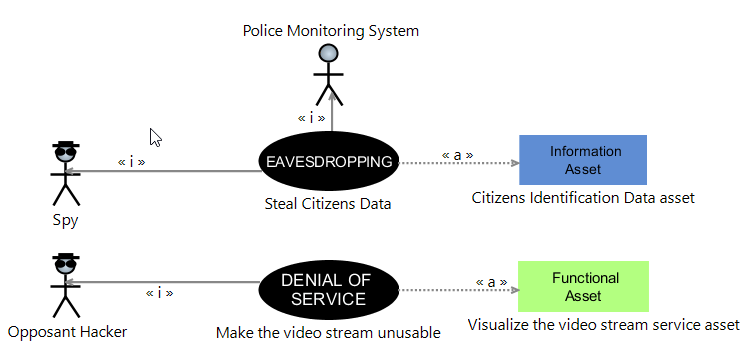 Police Monitoring System
« i »
« i »
EAVESDROPPING
« a »
Information
Asset
Spy
Steal Citizens Data
Citizens Identification Data asset
« i »
DENIAL OF
SERVICE
« a »
Functional
Asset
Opposant Hacker
Make the video stream unusable
Visualize the video stream service asset